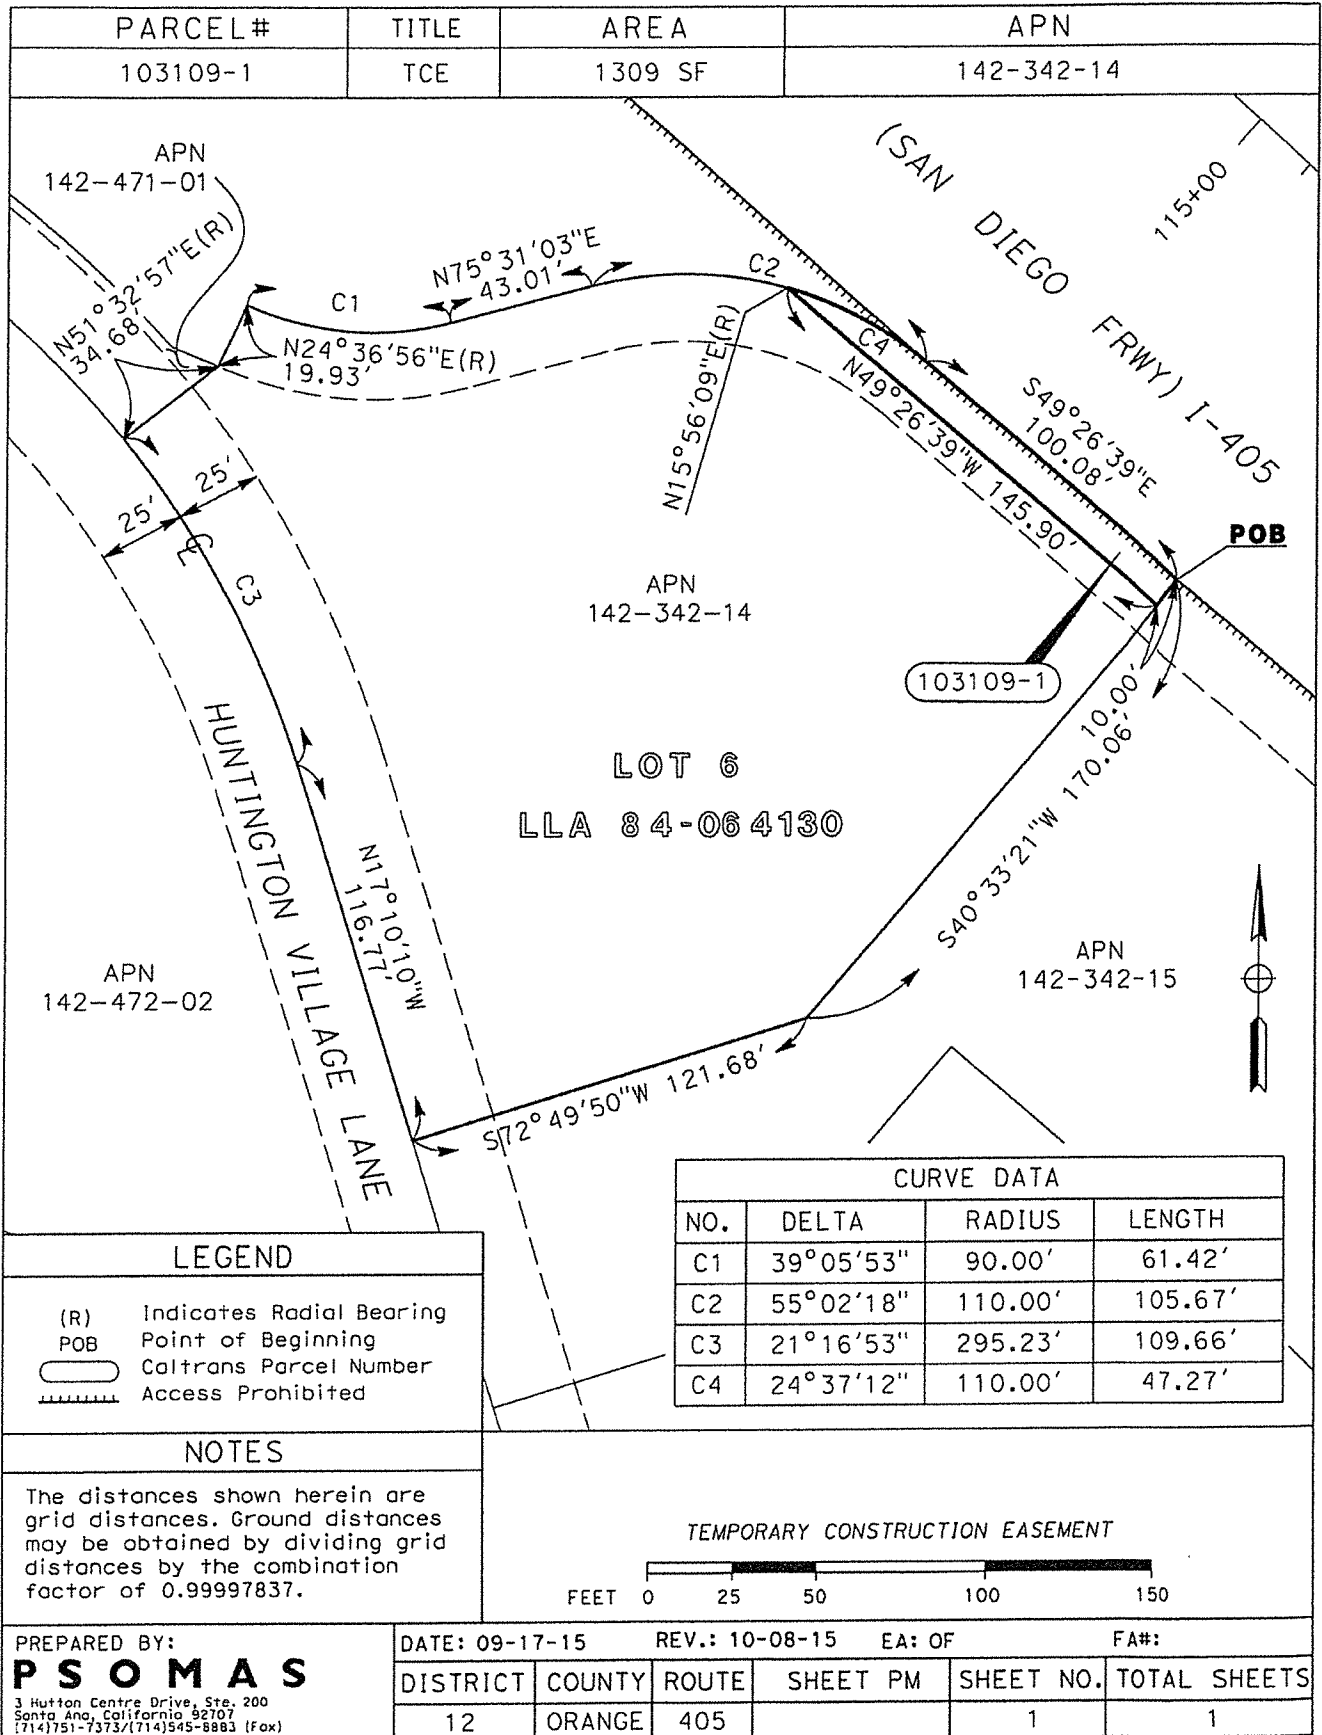 PARCEL# TITLE AREA APN
103109-1 TCE 1309 SF 142-342-14
APN
142-471-01
(SAN DIEGO FRWY) I-405
115+00
N51°32'57"E(R)
34.68'
N75°31'03"E
43.01'
C1
C2
N24°36'56"E(R)
19.93'
N15°56'09"E(R)
C4
N49°26'39"W 145.90'
S49°26'39"E
100.08'
POB
25'
25'
CL
C3
APN
142-342-14
103109-1
10.00'
S40°33'21"W 170.06'
LOT 6
LLA 84-064130
HUNTINGTON VILLAGE LANE
N17°10'10"W
116.77'
APN
142-472-02
APN
142-342-15
S72°49'50"W 121.68'
CURVE DATA
NO. DELTA RADIUS LENGTH
C1 39°05'53" 90.00' 61.42'
C2 55°02'18" 110.00' 105.67'
C3 21°16'53" 295.23' 109.66'
C4 24°37'12" 110.00' 47.27'
LEGEND
(R) Indicates Radial Bearing
POB Point of Beginning
Caltrans Parcel Number
Access Prohibited
NOTES
The distances shown herein are
grid distances. Ground distances
may be obtained by dividing grid
distances by the combination
factor of 0.99997837.
TEMPORARY CONSTRUCTION EASEMENT
FEET 0 25 50 100 150
PREPARED BY:
PSOMAS
3 Hutton Centre Drive, Ste. 200
Santa Ana, California 92707
(714)751-7373/(714)545-8883 (Fax)
DATE: 09-17-15 REV.: 10-08-15 EA: OF FA#:
DISTRICT COUNTY ROUTE SHEET PM SHEET NO. TOTAL SHEETS
12 ORANGE 405 1 1